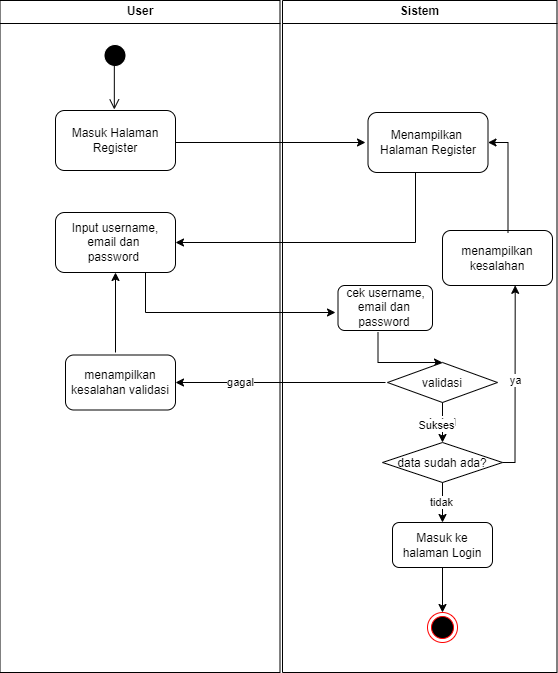 User
Sistem
Masuk Halaman
Register
Menampilkan
Halaman Register
Input username,
email dan
password
menampilkan
kesalahan
cek username,
email dan
password
menampilkan
kesalahan validasi
gagal
validasi
ya
Sukses
data sudah ada?
tidak
Masuk ke
halaman Login